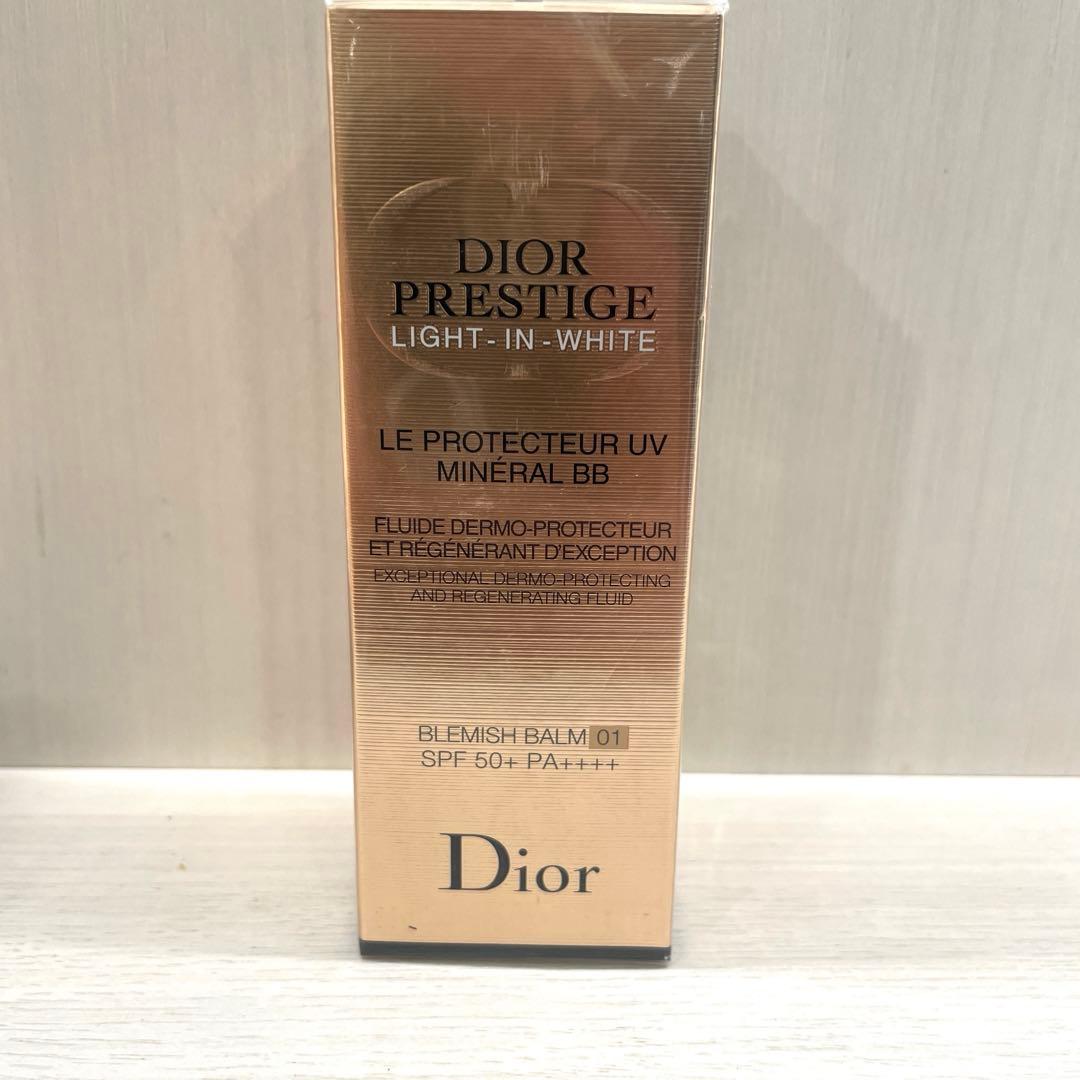 DIOR
PRESTIGE
LIGHT-IN-WHITE
LE PROTECTEUR UV
MINÉRAL BB
FLUIDE DERMO-PROTECTEUR
ET RÉGÉNÉRANT D'EXCEPTION
EXCEPTIONAL DERMO-PROTECTING
AND REGENERATING FLUID
BLEMISH BALM 01
SPF 50+ PA++++
Dior